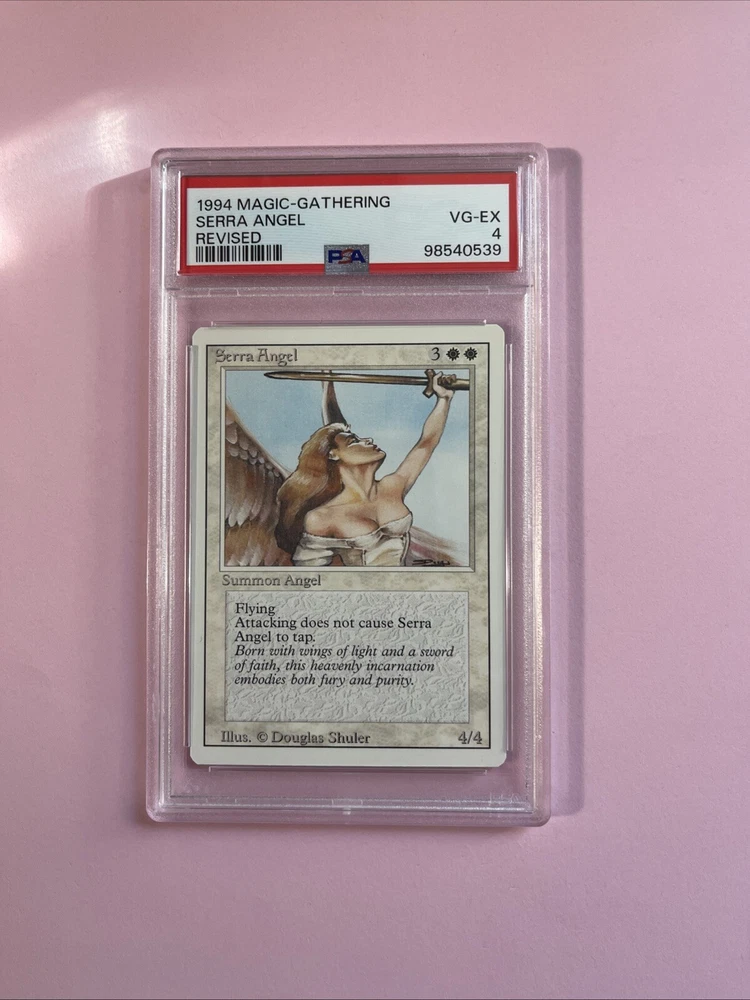 1994 MAGIC-GATHERING
SERRA ANGEL
REVISED
VG-EX
4
98540539
PSA
Serra Angel
3
Summon Angel
Flying
Attacking does not cause Serra
Angel to tap.
Born with wings of light and a sword
of faith, this heavenly incarnation
embodies both fury and purity.
Illus. © Douglas Shuler
4/4